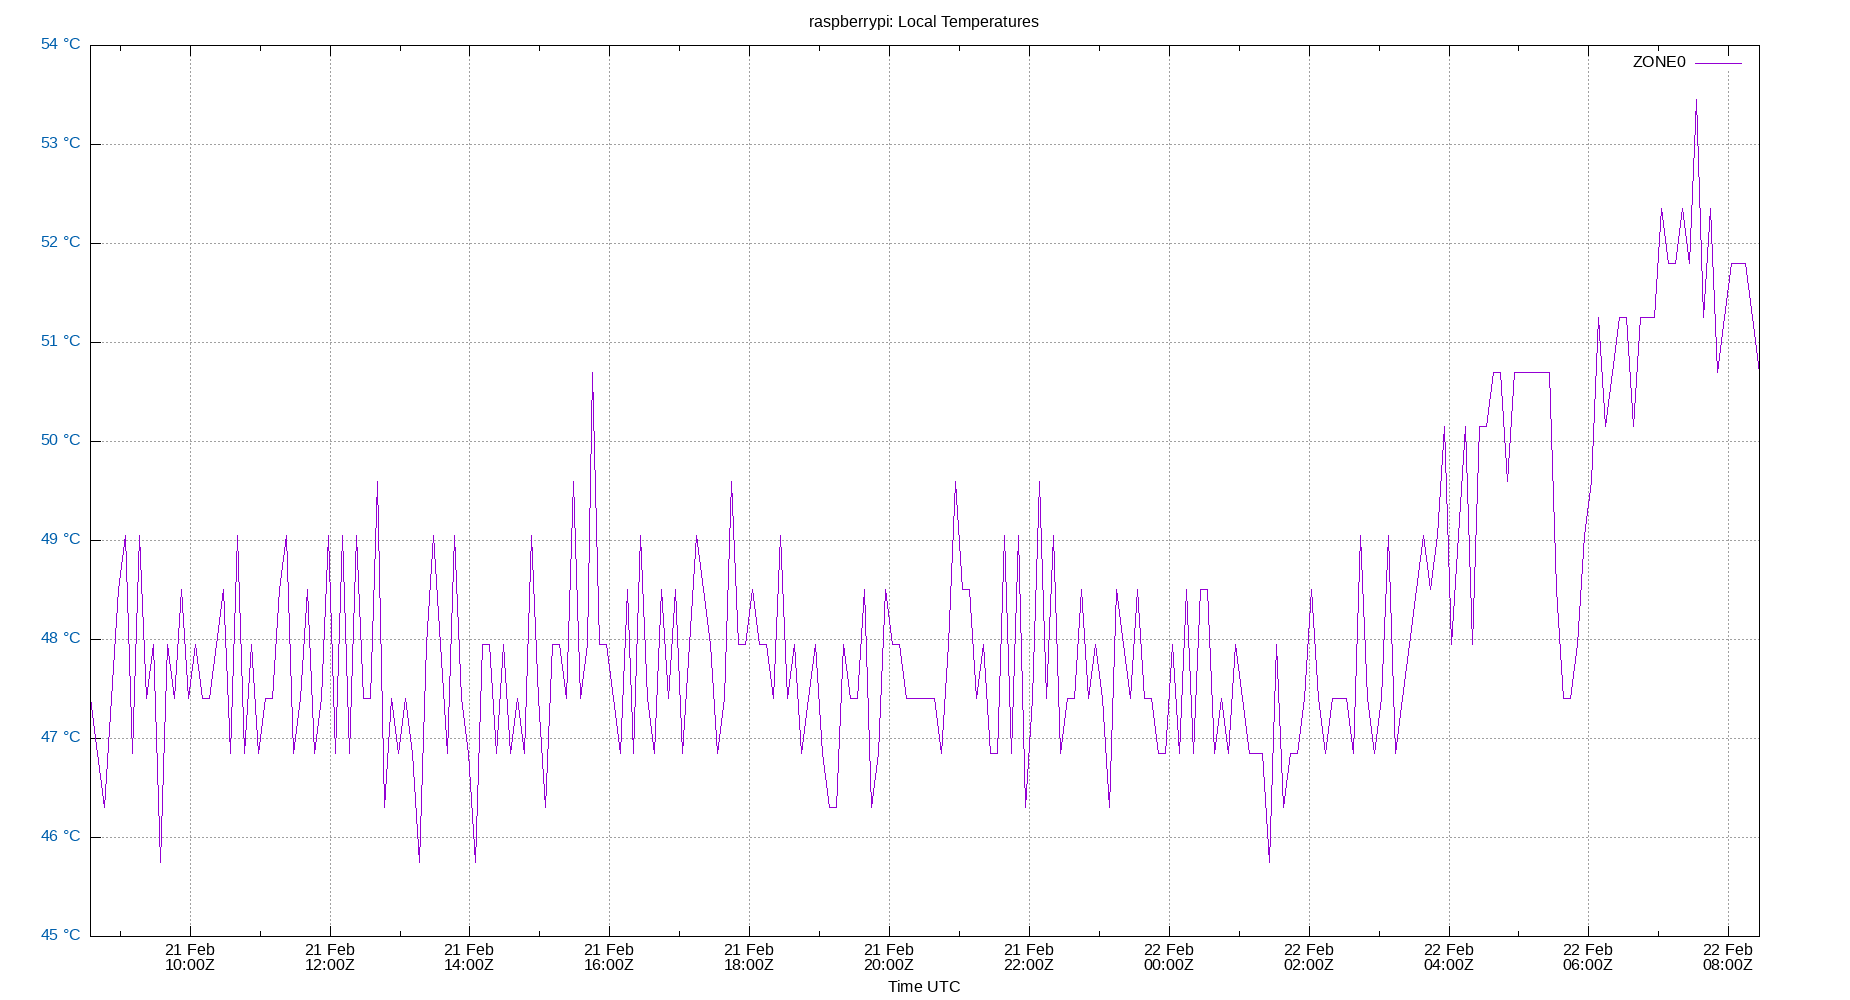 raspberrypi: Local Temperatures
ZONE0
54 °C
53 °C
52 °C
51 °C
50 °C
49 °C
48 °C
47 °C
46 °C
45 °C
21 Feb 21 Feb 21 Feb 21 Feb 21 Feb 21 Feb 21 Feb 22 Feb 22 Feb 22 Feb 22 Feb 22 Feb
10:00Z 12:00Z 14:00Z 16:00Z 18:00Z 20:00Z 22:00Z 00:00Z 02:00Z 04:00Z 06:00Z 08:00Z
Time UTC